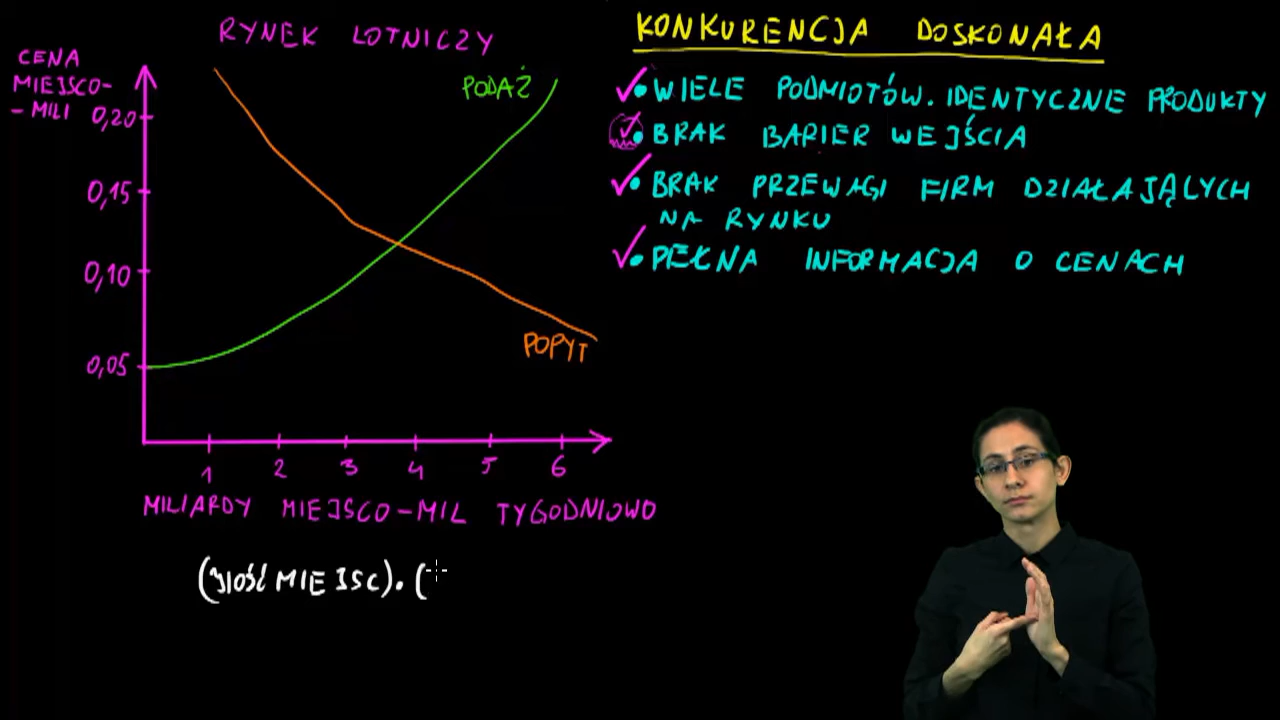 RYNEK LOTNICZY
CENA
MIEJSCO-
- MILI
0,20
0,15
0,10
0,05
PODAŻ
POPYT
1 2 3 4 5 6
MILIARDY MIEJSCO-MIL TYGODNIOWO
(ilość MIEJSC) . (
KONKURENCJA DOSKONAŁA
• WIELE PODMIOTÓW. IDENTYCZNE PRODUKTY
• BRAK BARIER WEJŚCIA
• BRAK PRZEWAGI FIRM DZIAŁAJĄCYCH
NA RYNKU
• PEŁNA INFORMACJA O CENACH